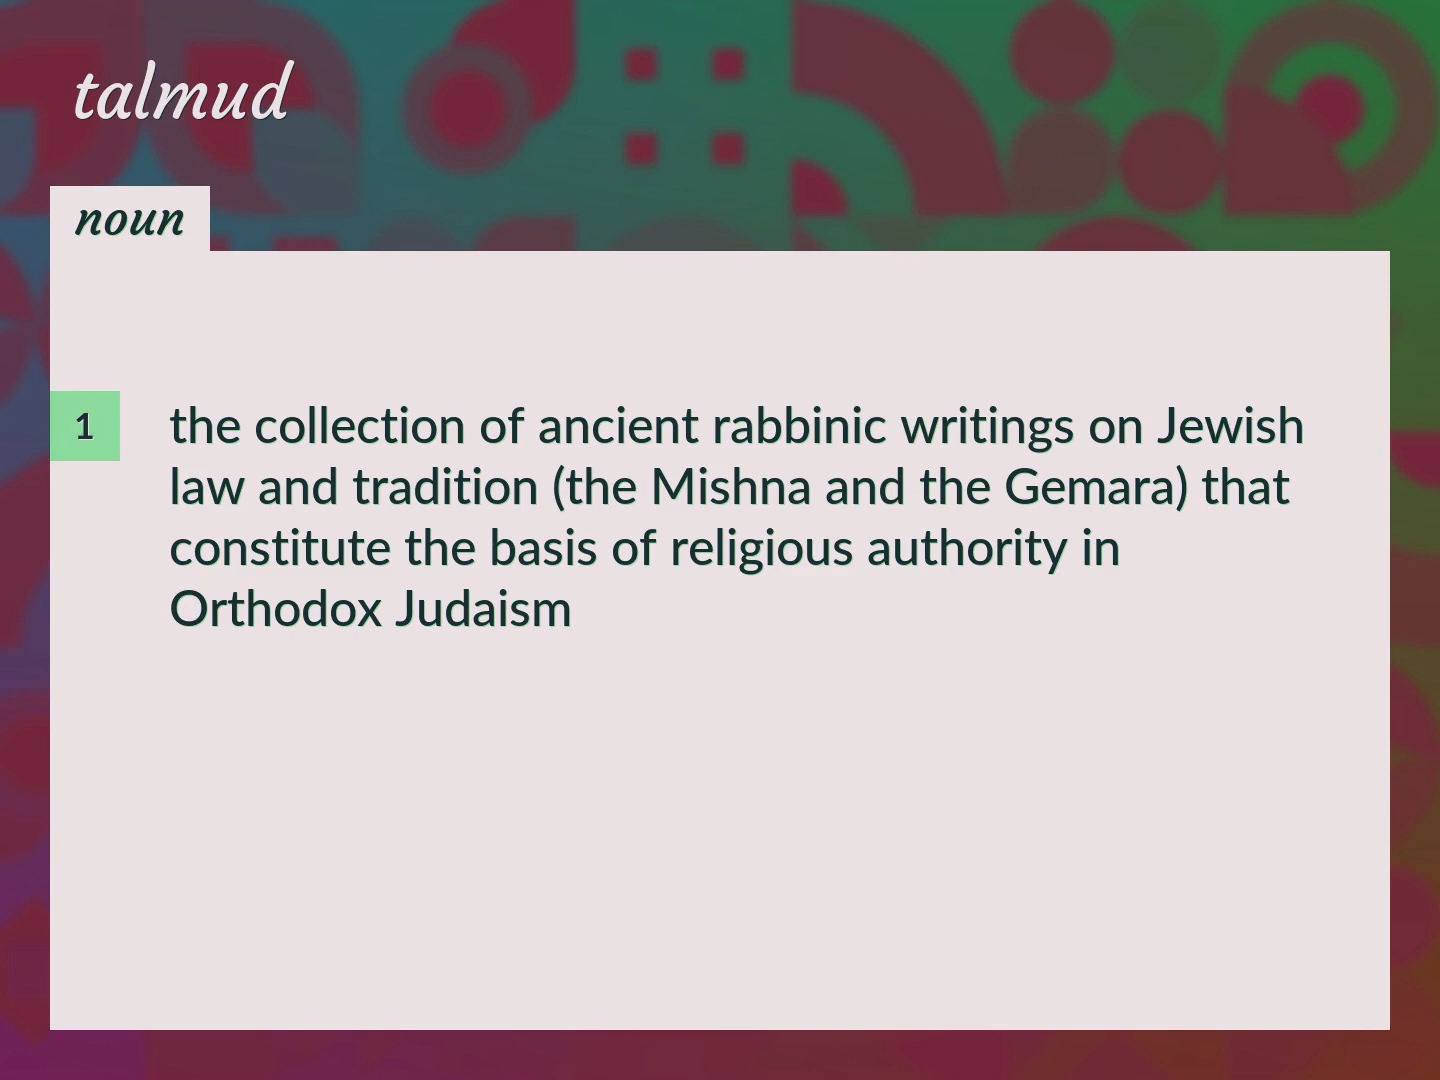 talmud
noun
1
the collection of ancient rabbinic writings on Jewish
law and tradition (the Mishna and the Gemara) that
constitute the basis of religious authority in
Orthodox Judaism